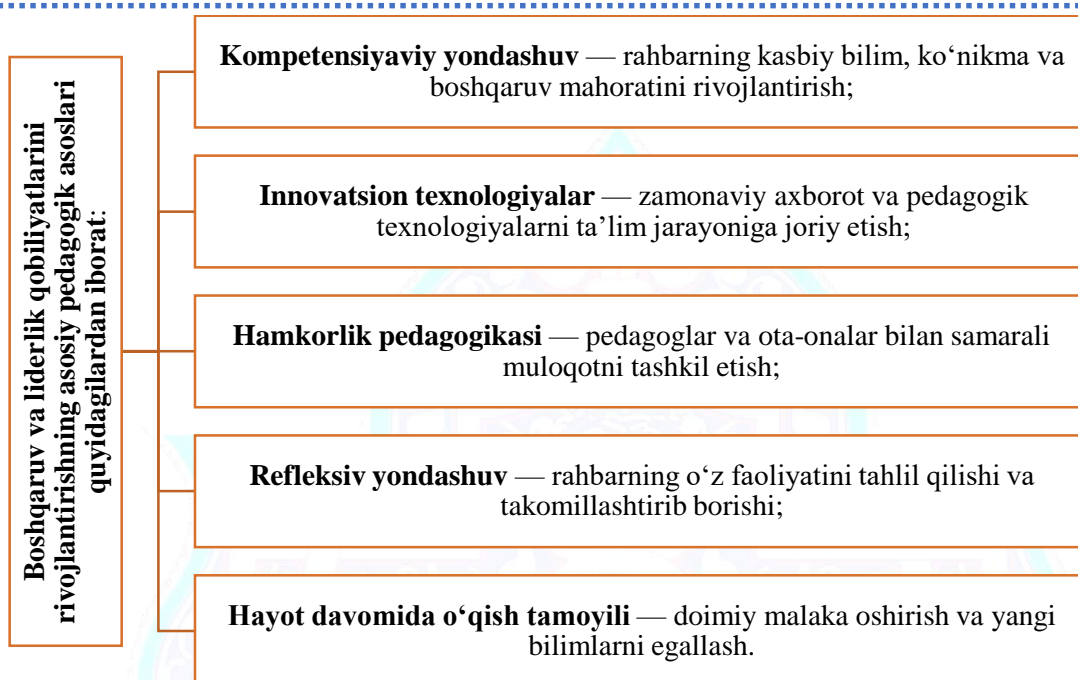 Boshqaruv va liderlik qobiliyatlarini
rivojlantirishning asosiy pedagogik asoslari
quyidagilardan iborat:
Kompetensiyaviy yondashuv — rahbarning kasbiy bilim, ko‘nikma va
boshqaruv mahoratini rivojlantirish;
Innovatsion texnologiyalar — zamonaviy axborot va pedagogik
texnologiyalarni ta’lim jarayoniga joriy etish;
Hamkorlik pedagogikasi — pedagoglar va ota-onalar bilan samarali
muloqotni tashkil etish;
Refleksiv yondashuv — rahbarning o‘z faoliyatini tahlil qilishi va
takomillashtirib borishi;
Hayot davomida o‘qish tamoyili — doimiy malaka oshirish va yangi
bilimlarni egallash.